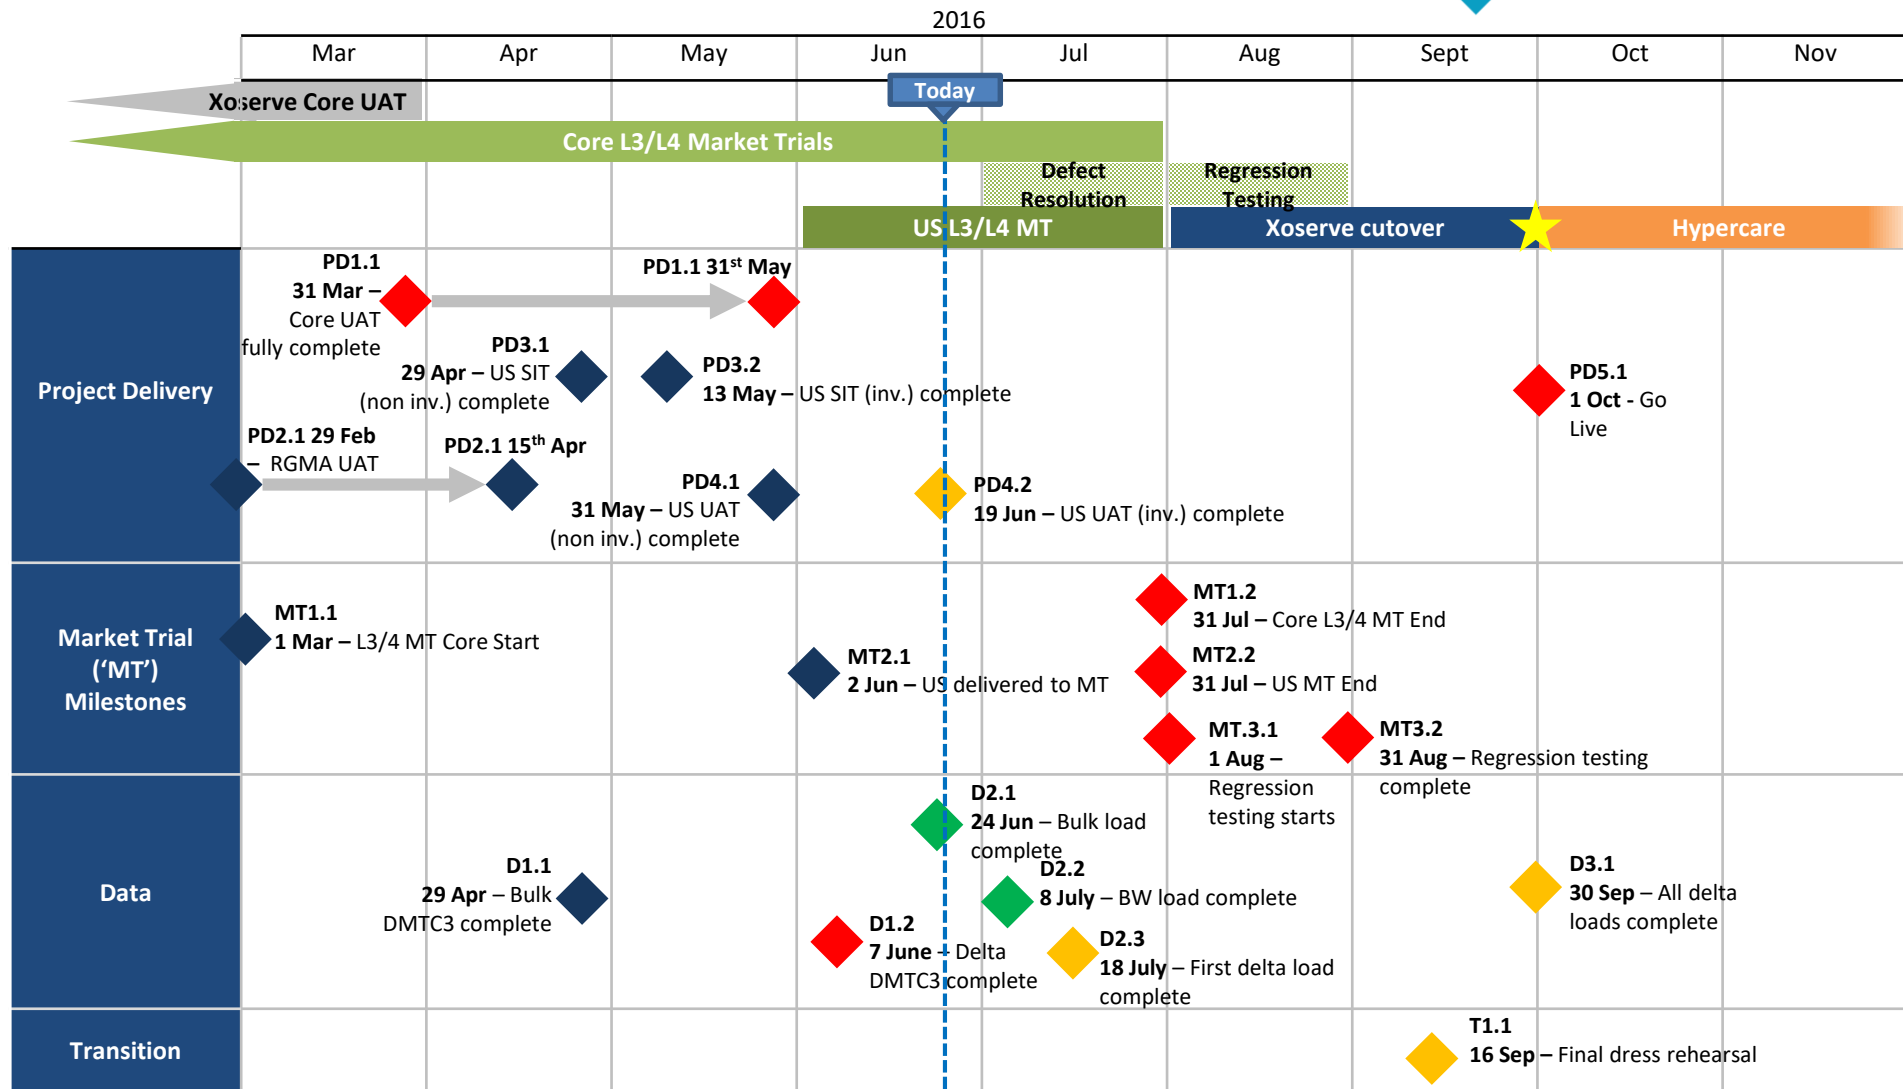 2016
Mar
Apr
May
Jun
Jul
Aug
Sept
Oct
Nov
Today
Xoserve Core UAT
Core L3/L4 Market Trials
Defect
Resolution
Regression
Testing
US L3/L4 MT
Xoserve cutover
Hypercare
Project Delivery
PD1.1
31 Mar –
Core UAT
fully complete
PD1.1 31st May
PD3.1
29 Apr – US SIT
(non inv.) complete
PD3.2
13 May – US SIT (inv.) complete
PD5.1
1 Oct - Go
Live
PD2.1 29 Feb
– RGMA UAT
PD2.1 15th Apr
PD4.1
31 May – US UAT
(non inv.) complete
PD4.2
19 Jun – US UAT (inv.) complete
Market Trial
(‘MT’)
Milestones
MT1.1
1 Mar – L3/4 MT Core Start
MT2.1
2 Jun – US delivered to MT
MT1.2
31 Jul – Core L3/4 MT End
MT2.2
31 Jul – US MT End
MT.3.1
1 Aug –
Regression
testing starts
MT3.2
31 Aug – Regression testing
complete
Data
D1.1
29 Apr – Bulk
DMTC3 complete
D2.1
24 Jun – Bulk load
complete
D2.2
8 July – BW load complete
D1.2
7 June – Delta
DMTC3 complete
D2.3
18 July – First delta load
complete
D3.1
30 Sep – All delta
loads complete
Transition
T1.1
16 Sep – Final dress rehearsal